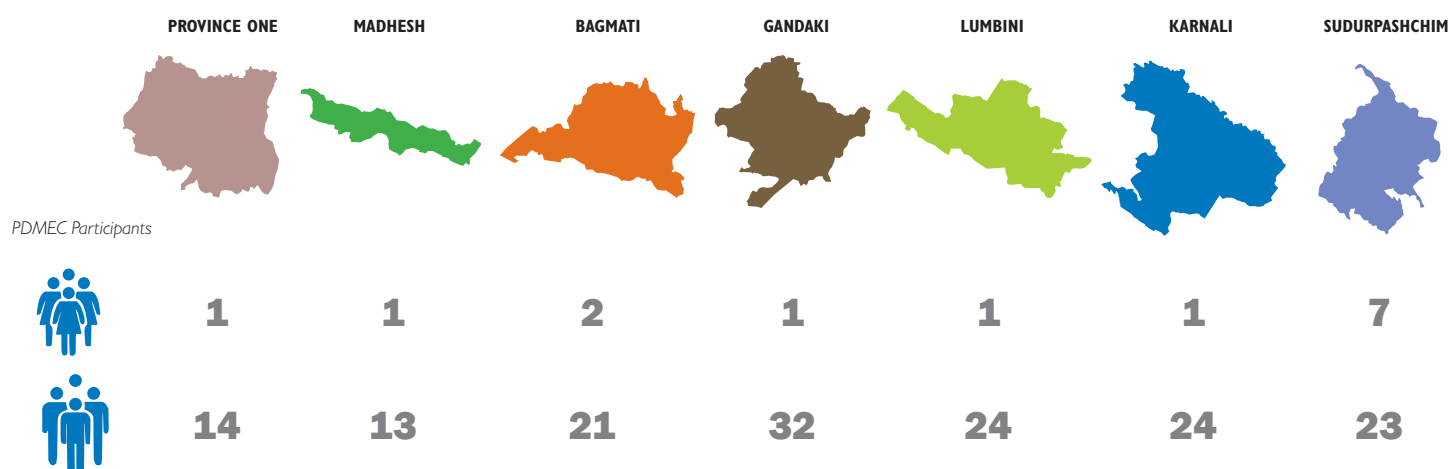 PROVINCE ONE MADHESH BAGMATI GANDAKI LUMBINI KARNALI SUDURPASHCHIM
PDMEC Participants
1 1 2 1 1 1 7
14 13 21 32 24 24 23